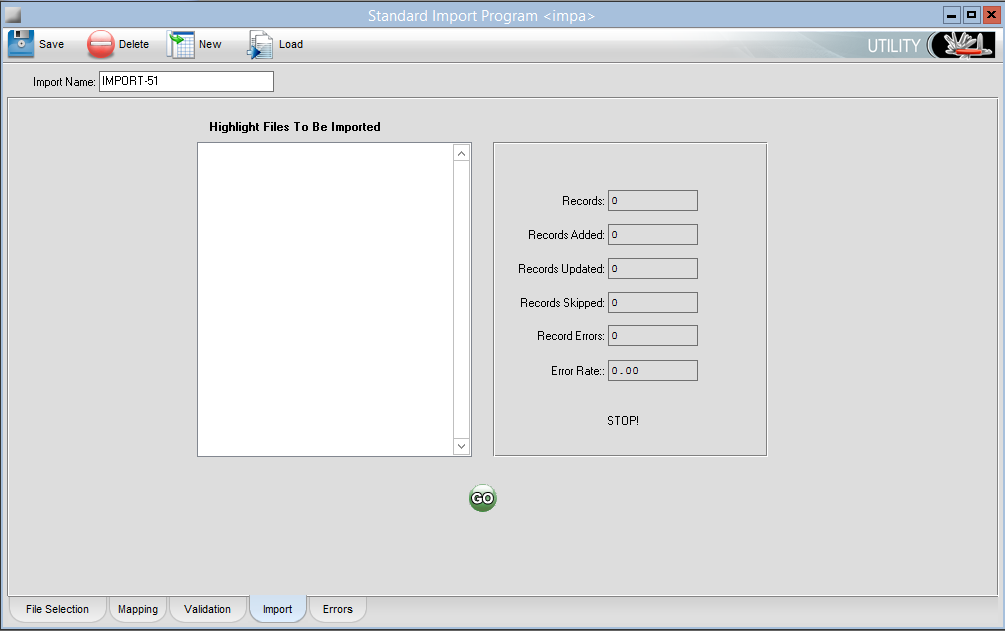 Standard Import Program <impa>
Save Delete New Load UTILITY
Import Name: IMPORT-51
Highlight Files To Be Imported
Records: 0
Records Added: 0
Records Updated: 0
Records Skipped: 0
Record Errors: 0
Error Rate:: 0.00
STOP!
GO
File Selection Mapping Validation Import Errors